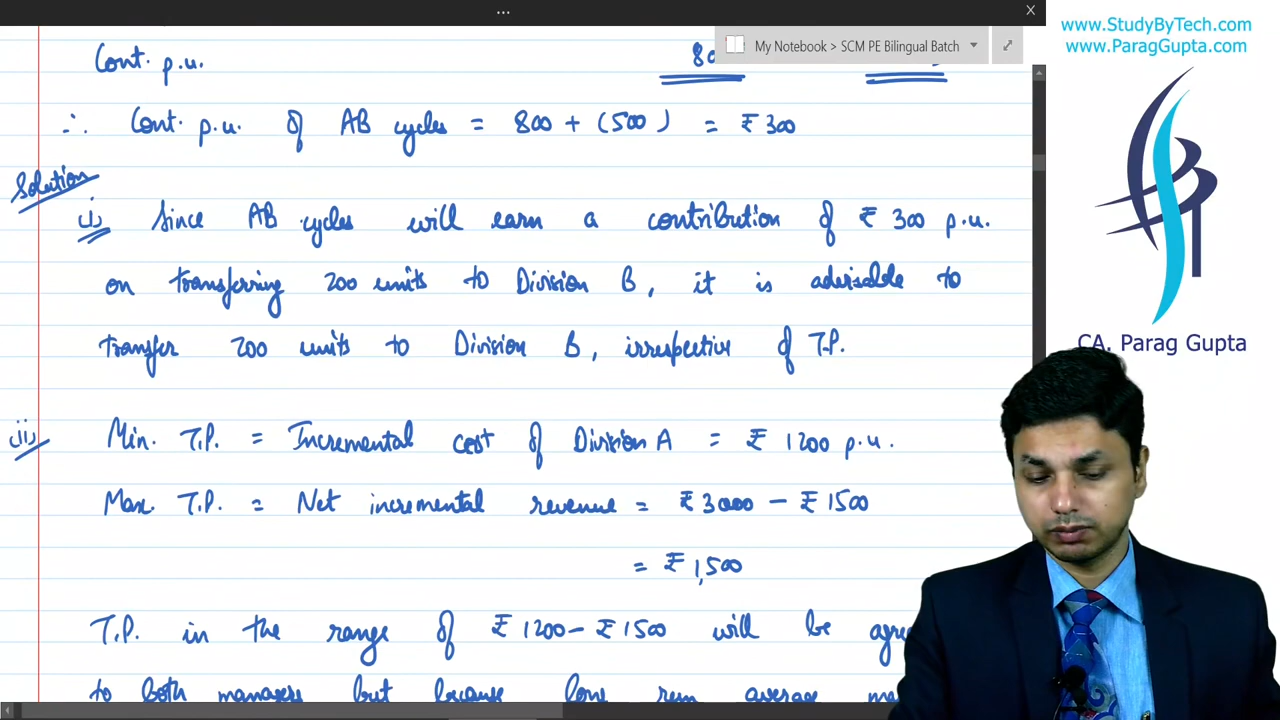 ...
www.StudyByTech.com
www.ParagGupta.com
My Notebook > SCM PE Bilingual Batch
Cont. p.u. 80
∴ Cont. p.u. of AB cycles = 800 + (500) = ₹ 300
Solution
(i) Since AB cycles will earn a contribution of ₹ 300 p.u.
on transferring 200 units to Division B, it is advisable to
transfer 200 units to Division B, irrespective of T.P.
CA. Parag Gupta
(ii) Min. T.P. = Incremental cost of Division A = ₹ 1200 p.u.
Max. T.P. = Net incremental revenue = ₹ 3000 - ₹ 1500
= ₹ 1,500
T.P. in the range of ₹ 1200 - ₹ 1500 will be agre
to both managers but because long run average